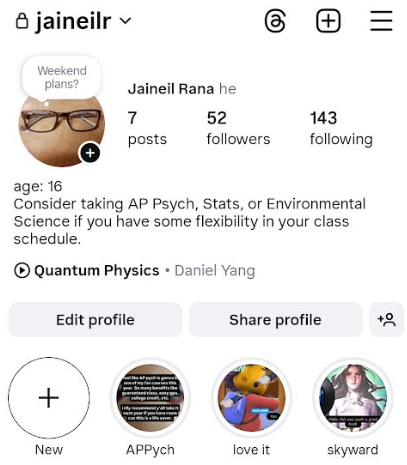 jaineilr
Weekend
plans?
Jaineil Rana he
7 52 143
posts followers following
age: 16
Consider taking AP Psych, Stats, or Environmental
Science if you have some flexibility in your class
schedule.
Quantum Physics • Daniel Yang
Edit profile Share profile
New APPych love it skyward